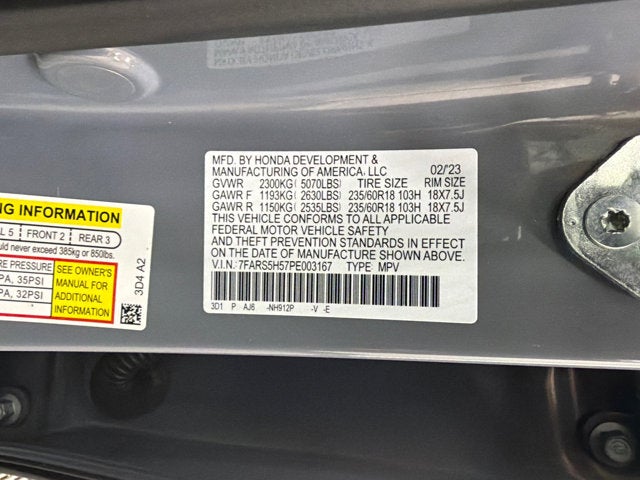 MFD. BY HONDA DEVELOPMENT &
MANUFACTURING OF AMERICA, LLC 02/'23
GVWR 2300KG( 5070LBS) TIRE SIZE RIM SIZE
GAWR F 1193KG( 2630LBS) 235/60R18 103H 18X7.5J
GAWR R 1150KG( 2535LBS) 235/60R18 103H 18X7.5J
THIS VEHICLE CONFORMS TO ALL APPLICABLE
FEDERAL MOTOR VEHICLE SAFETY
AND THEFT PREVENTION STANDARDS IN EFFECT
ON THE DATE OF MANUFACTURE SHOWN ABOVE.
V.I.N.: 7FARS5H57PE003167 TYPE: MPV
3D1 P AJ6 -NH912P -V -E
NG INFORMATION
L 5 FRONT 2 REAR 3
ould never exceed 385kg or 850lbs.
E PRESSURE
PA, 35PSI
PA, 32PSI
SEE OWNER'S
MANUAL FOR
ADDITIONAL
INFORMATION
3D4 A2